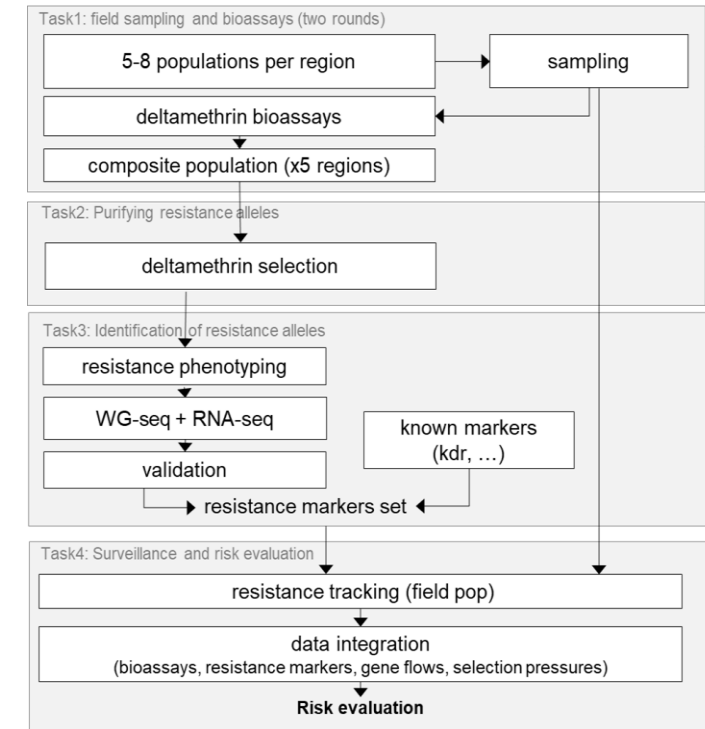 Task1: field sampling and bioassays (two rounds)
5-8 populations per region
sampling
deltamethrin bioassays
composite population (x5 regions)
Task2: Purifying resistance alleles
deltamethrin selection
Task3: Identification of resistance alleles
resistance phenotyping
WG-seq + RNA-seq
known markers
(kdr, …)
validation
resistance markers set
Task4: Surveillance and risk evaluation
resistance tracking (field pop)
data integration
(bioassays, resistance markers, gene flows, selection pressures)
Risk evaluation